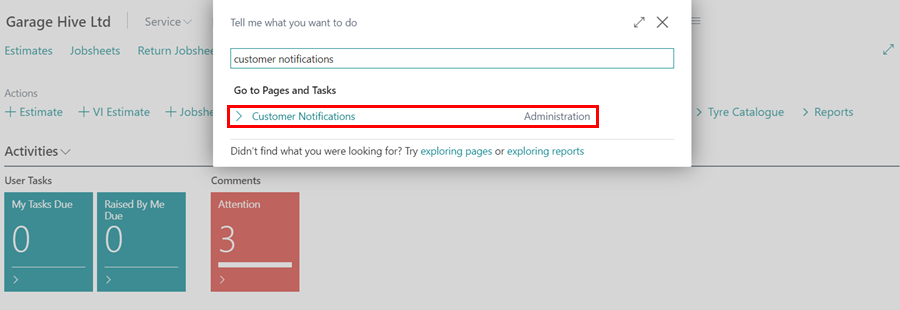 Garage Hive Ltd
Service
Estimates Jobsheets Return Jobshee
Actions
+ Estimate + VI Estimate + Jobshe
Tell me what you want to do
customer notifications
Go to Pages and Tasks
Customer Notifications Administration
Didn't find what you were looking for? Try exploring pages or exploring reports
Tyre Catalogue Reports
Activities
User Tasks Comments
My Tasks Due Raised By Me Due Attention
0 0 3